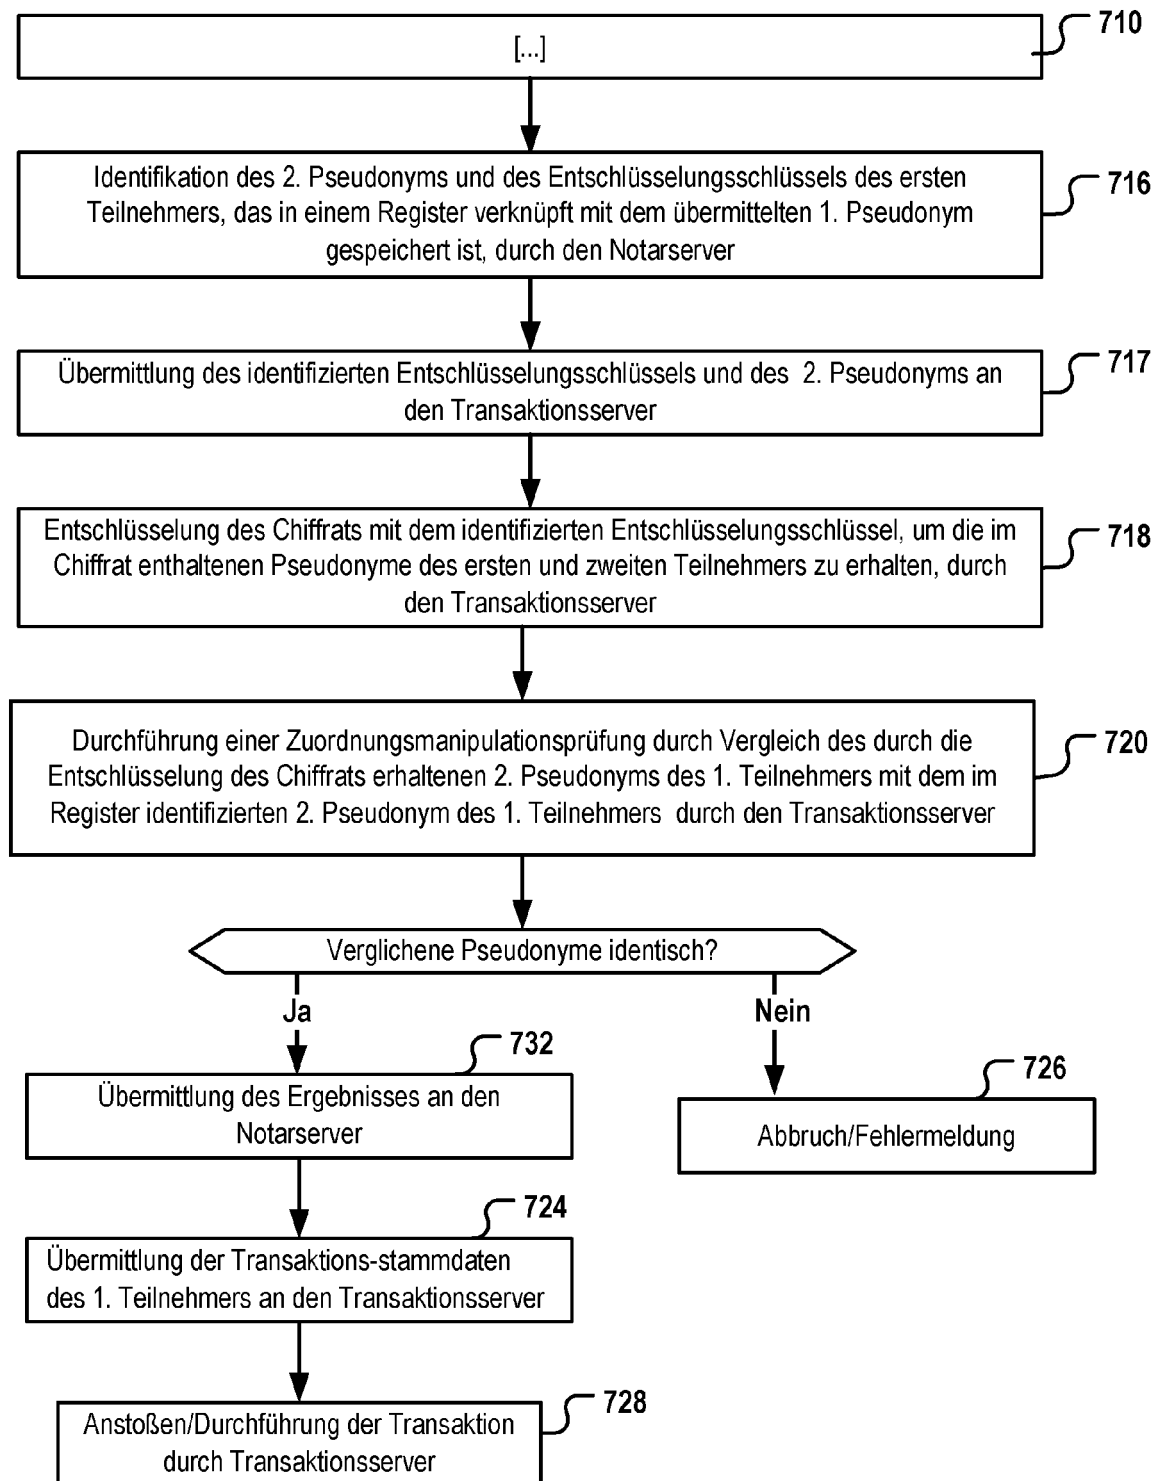 710
[...]
Identifikation des 2. Pseudonyms und des Entschlüsselungsschlüssels des ersten
Teilnehmers, das in einem Register verknüpft mit dem übermittelten 1. Pseudonym
gespeichert ist, durch den Notarserver
716
Übermittlung des identifizierten Entschlüsselungsschlüssels und des 2. Pseudonyms an
den Transaktionsserver
717
Entschlüsselung des Chiffrats mit dem identifizierten Entschlüsselungsschlüssel, um die im
Chiffrat enthaltenen Pseudonyme des ersten und zweiten Teilnehmers zu erhalten, durch
den Transaktionsserver
718
Durchführung einer Zuordnungsmanipulationsprüfung durch Vergleich des durch die
Entschlüsselung des Chiffrats erhaltenen 2. Pseudonyms des 1. Teilnehmers mit dem im
Register identifizierten 2. Pseudonym des 1. Teilnehmers durch den Transaktionsserver
720
Verglichene Pseudonyme identisch?
Ja
Nein
732
Übermittlung des Ergebnisses an den
Notarserver
726
Abbruch/Fehlermeldung
724
Übermittlung der Transaktions-stammdaten
des 1. Teilnehmers an den Transaktionsserver
728
Anstoßen/Durchführung der Transaktion
durch Transaktionsserver